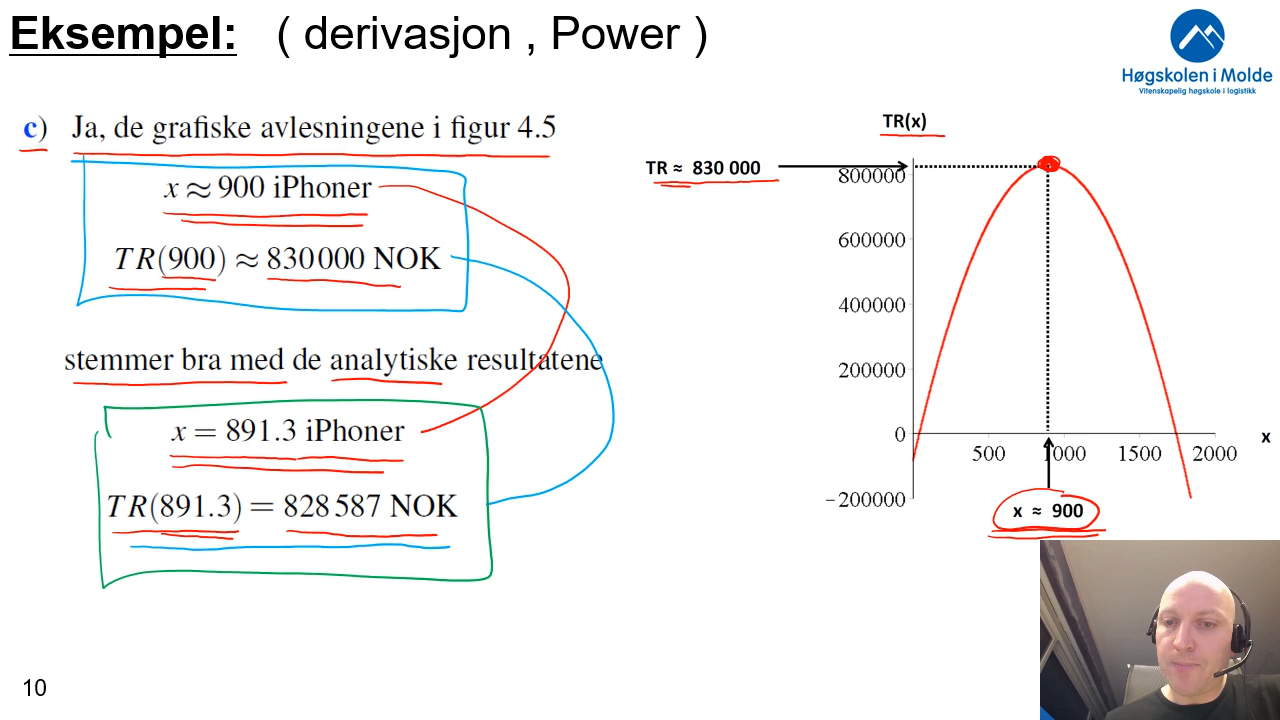 Eksempel: ( derivasjon , Power )
Høgskolen i Molde
Vitenskapelig høgskole i logistikk
c) Ja, de grafiske avlesningene i figur 4.5
x ≈ 900 iPhoner
TR(900) ≈ 830 000 NOK
stemmer bra med de analytiske resultatene
x = 891.3 iPhoner
TR(891.3) = 828 587 NOK
TR(x)
TR ≈ 830 000
800000
600000
400000
200000
0
−200000
500 1000 1500 2000
x
x ≈ 900
10